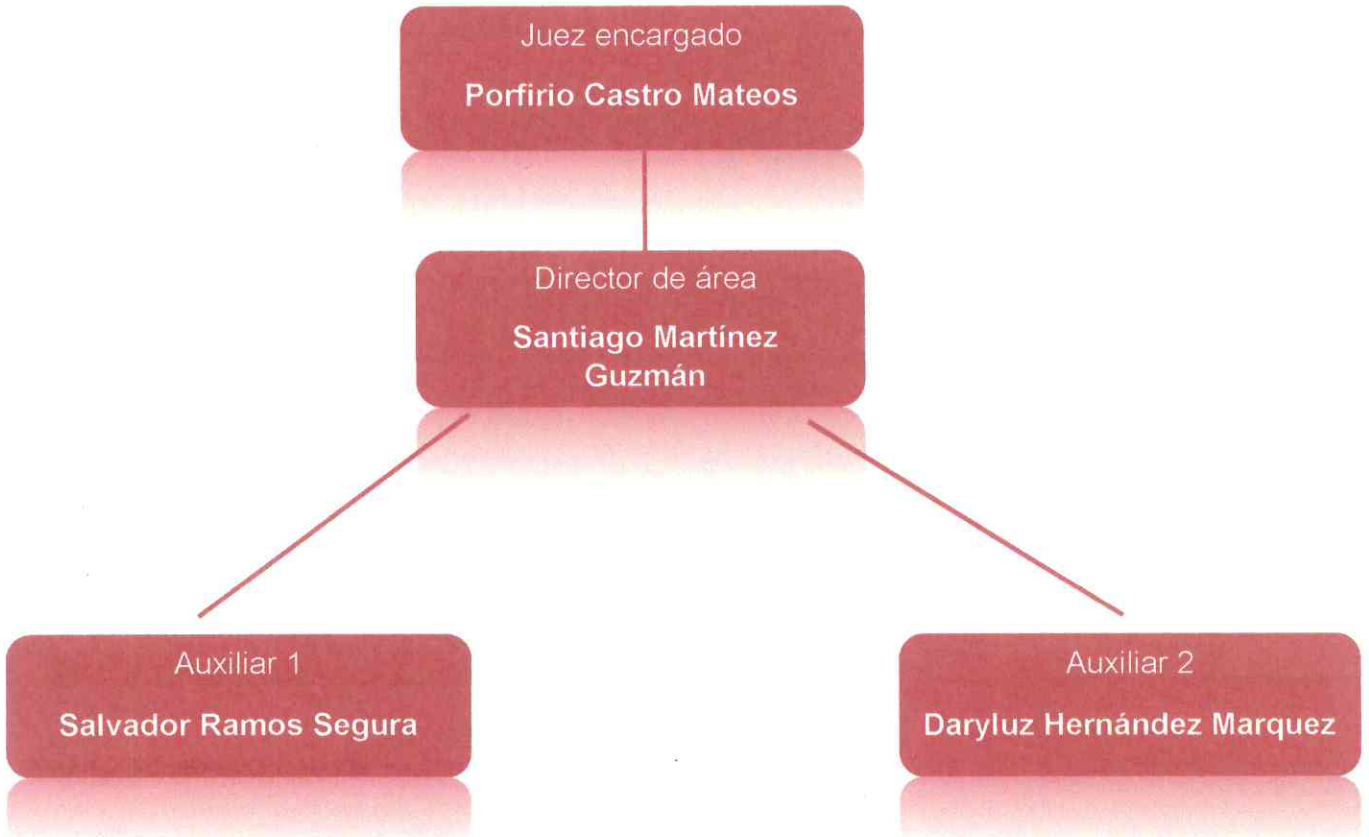 Juez encargado
Porfirio Castro Mateos
Director de área
Santiago Martínez
Guzmán
Auxiliar 1
Salvador Ramos Segura
Auxiliar 2
Daryluz Hernández Marquez